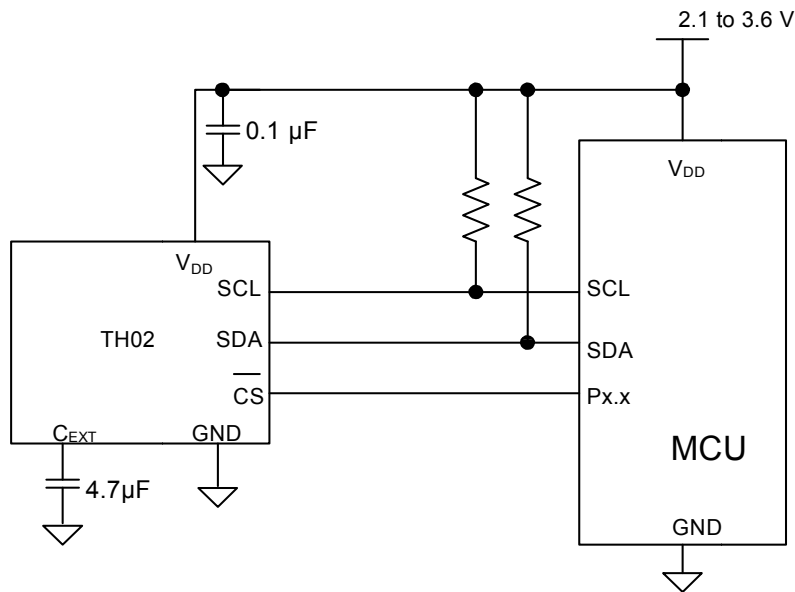 2.1 to 3.6 V
0.1 µF
VDD
VDD
SCL
SCL
TH02
SDA
SDA
CS
Px.x
CEXT
GND
MCU
4.7µF
GND